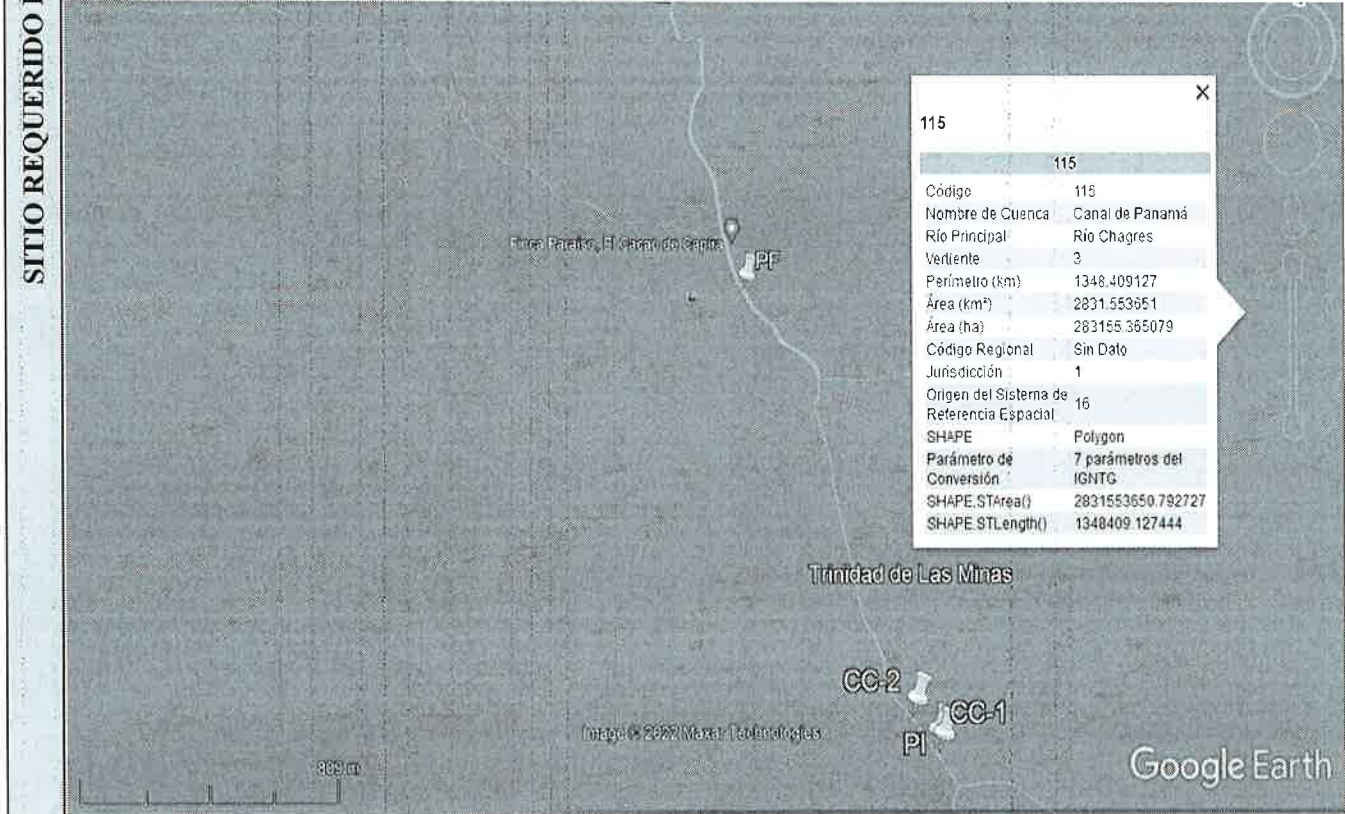 SITIO REQUERIDO
115
115
Código 115
Nombre de Cuenca Canal de Panamá
Río Principal Río Chagres
Vertiente 3
Perímetro (km) 1348.409127
Área (km²) 2831.553651
Área (ha) 283155.365079
Código Regional Sin Dato
Jurisdicción 1
Origen del Sistema de
Referencia Espacial 16
SHAPE Polygon
Parámetro de 7 parámetros del
Conversión IGNTG
SHAPE.STArea() 2831553650.792727
SHAPE.STLength() 1348409.127444
Finca Paraíso, El Cacao de Capira
PF
Trinidad de Las Minas
CC-2
CC-1
PI
Image © 2022 Maxar Technologies
Google Earth